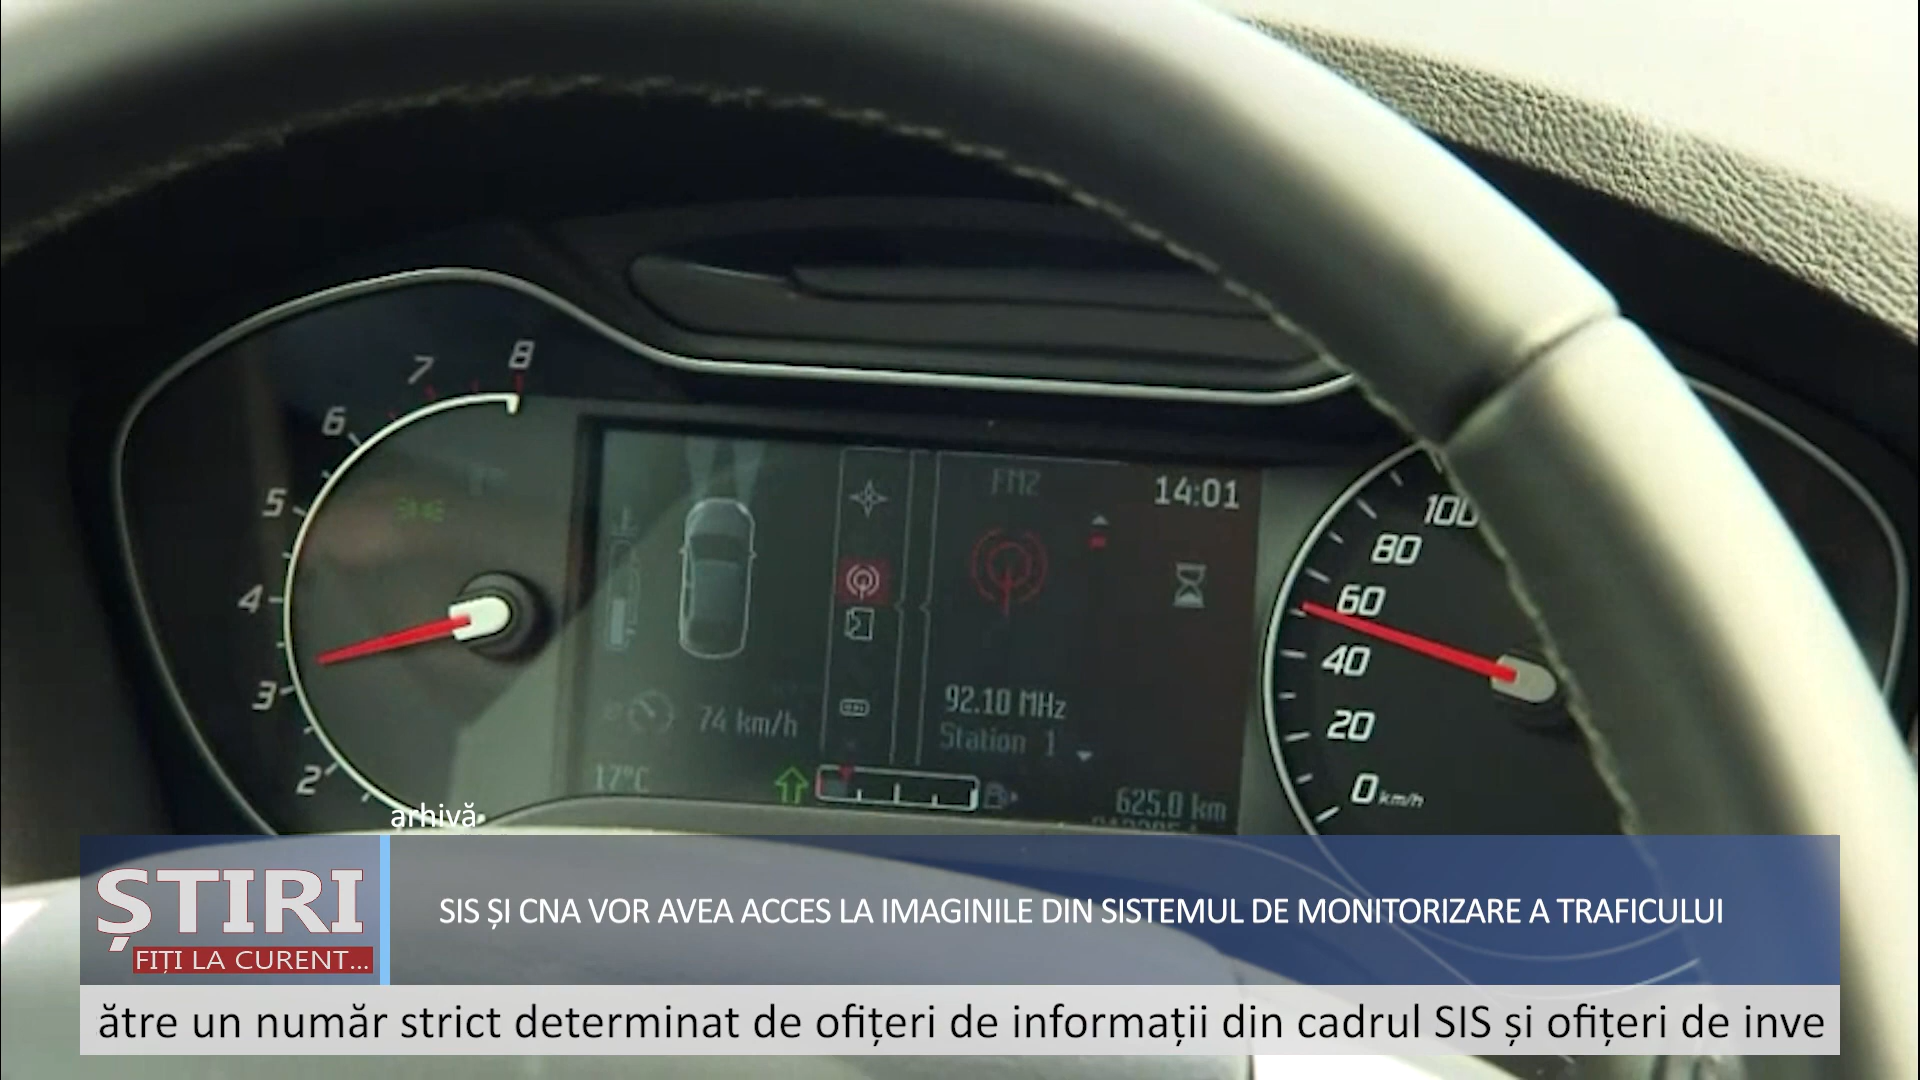 8
7
6
5
4
3
2
FM2
14:01
100
80
60
40
20
0 km/h
74 km/h
92.10 MHz
Station 1
17°C
625.0 km
arhivă
ȘTIRI
FIȚI LA CURENT...
SIS ȘI CNA VOR AVEA ACCES LA IMAGINILE DIN SISTEMUL DE MONITORIZARE A TRAFICULUI
ătre un număr strict determinat de ofițeri de informații din cadrul SIS și ofițeri de inve